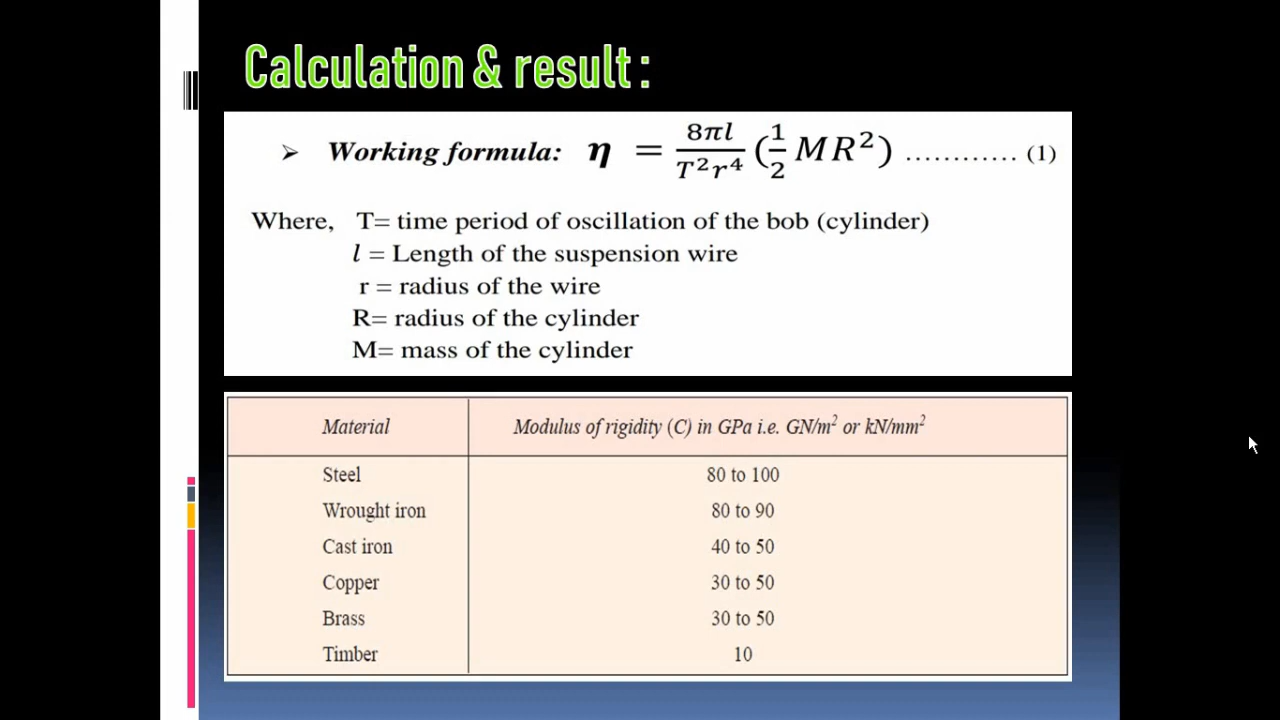 Calculation & result :
➢ Working formula: η = 8πl / T²r⁴ (1/2 MR²) ............ (1)
Where, T= time period of oscillation of the bob (cylinder)
l = Length of the suspension wire
r = radius of the wire
R= radius of the cylinder
M= mass of the cylinder
Material Modulus of rigidity (C) in GPa i.e. GN/m² or kN/mm²
Steel 80 to 100
Wrought iron 80 to 90
Cast iron 40 to 50
Copper 30 to 50
Brass 30 to 50
Timber 10